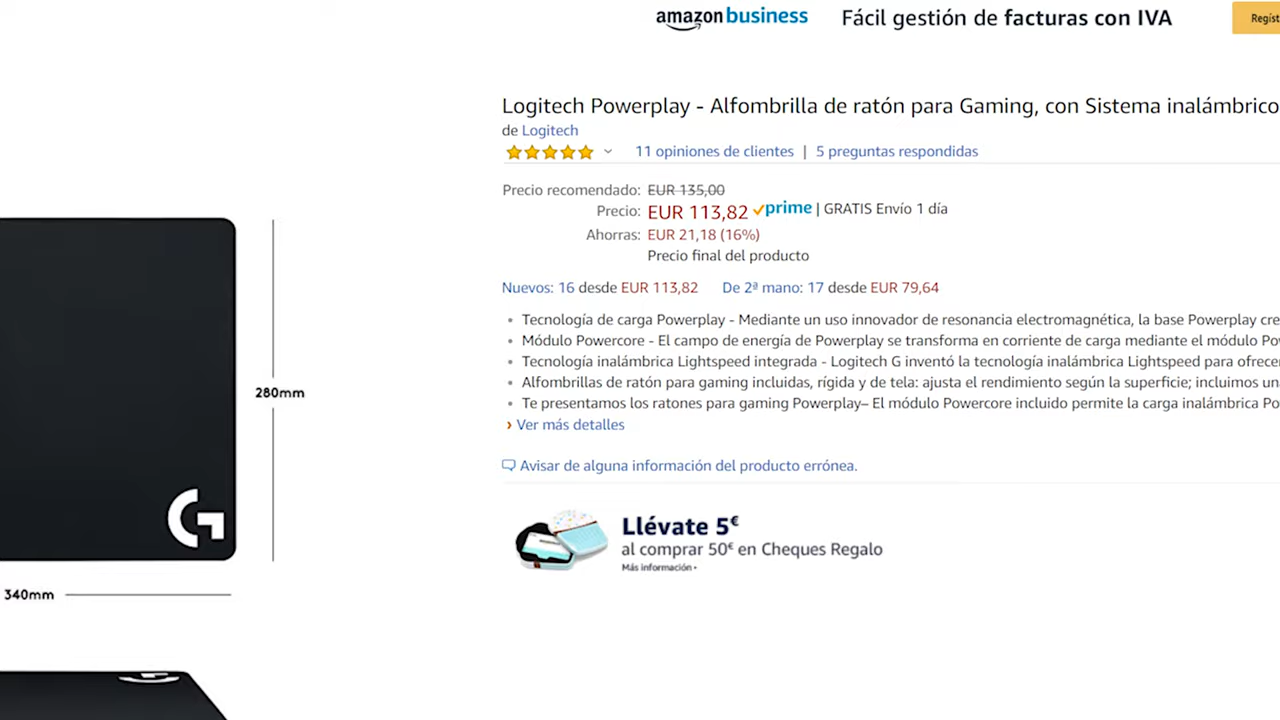 amazon business Fácil gestión de facturas con IVA
Logitech Powerplay - Alfombrilla de ratón para Gaming, con Sistema inalámbrico
de Logitech
11 opiniones de clientes | 5 preguntas respondidas
Precio recomendado: EUR 135,00
Precio: EUR 113,82 prime | GRATIS Envío 1 día
Ahorras: EUR 21,18 (16%)
Precio final del producto
Nuevos: 16 desde EUR 113,82 De 2ª mano: 17 desde EUR 79,64
• Tecnología de carga Powerplay - Mediante un uso innovador de resonancia electromagnética, la base Powerplay
• Módulo Powercore - El campo de energía de Powerplay se transforma en corriente de carga mediante el módulo
• Tecnología inalámbrica Lightspeed integrada - Logitech G inventó la tecnología inalámbrica Lightspeed para
• Alfombrillas de ratón para gaming incluidas, rígida y de tela: ajusta el rendimiento según la superficie; incluimos
• Te presentamos los ratones para gaming Powerplay– El módulo Powercore incluido permite la carga inalámbrica
› Ver más detalles
Avisar de alguna información del producto errónea.
Llévate 5€
al comprar 50€ en Cheques Regalo
Más información ›
280mm
G
340mm